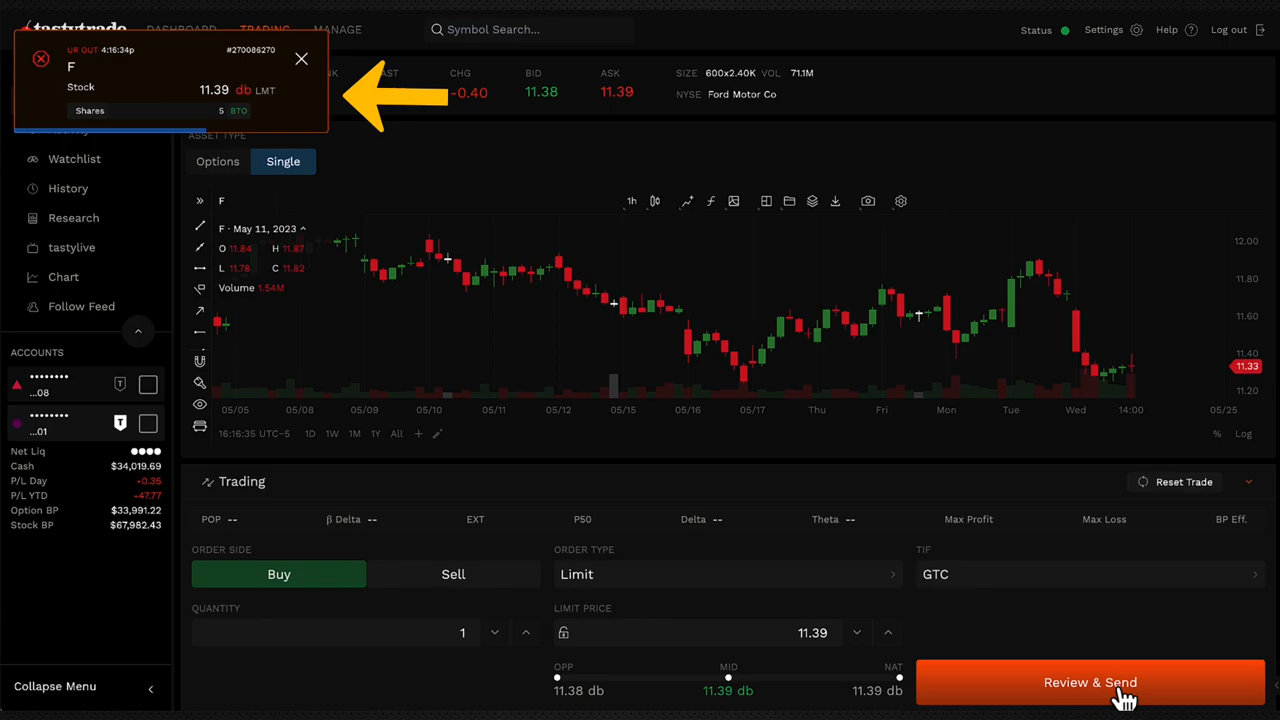 tastytrade DASHBOARD TRADING MANAGE Symbol Search... Status Settings Help ? Log out
UR OUT 4:16:34p #270086270
F
Stock 11.39 db LMT
Shares 5 BTO
CHG BID ASK SIZE 600x2.40K VOL 71.1M
-0.40 11.38 11.39 NYSE Ford Motor Co
ASSET TYPE
Options Single
Watchlist
History
Research
tastylive
Chart
Follow Feed
ACCOUNTS
...08
...01
Net Liq
Cash $34,019.69
P/L Day -0.35
P/L YTD -47.77
Option BP $33,991.22
Stock BP $67,982.43
Collapse Menu
F 1h
F · May 11, 2023
O 11.84 H 11.87
L 11.78 C 11.82
Volume 1.54M
12.00
11.80
11.60
11.40
11.33
11.20
05/05 05/08 05/09 05/10 05/11 05/12 05/15 05/16 05/17 Thu Fri Mon Tue Wed 14:00 05/25
16:16:35 UTC-5 1D 1W 1M 1Y All % Log
Trading Reset Trade
POP -- β Delta -- EXT P50 Delta -- Theta -- Max Profit Max Loss BP Eff.
ORDER SIDE ORDER TYPE TIF
Buy Sell Limit GTC
QUANTITY LIMIT PRICE
1 11.39
OPP MID NAT
11.38 db 11.39 db 11.39 db
Review & Send